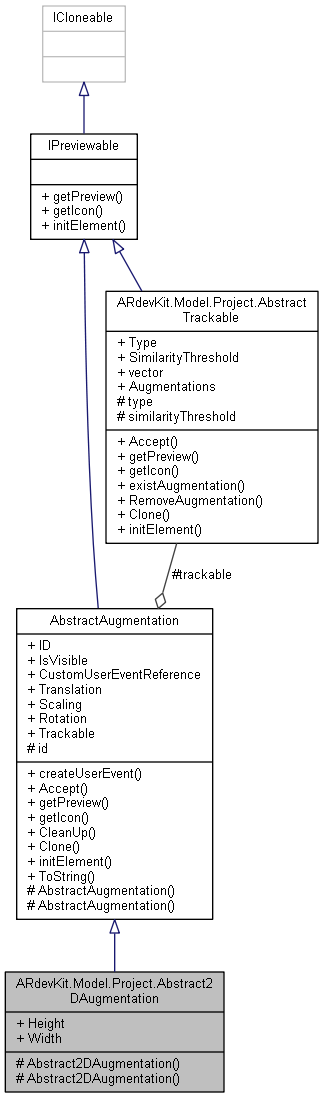 ICloneable
IPreviewable
+ getPreview()
+ getIcon()
+ initElement()
ARdevKit.Model.Project.Abstract
Trackable
+ Type
+ SimilarityThreshold
+ vector
+ Augmentations
# type
# similarityThreshold
+ Accept()
+ getPreview()
+ getIcon()
+ existAugmentation()
+ RemoveAugmentation()
+ Clone()
+ initElement()
#trackable
AbstractAugmentation
+ ID
+ IsVisible
+ CustomUserEventReference
+ Translation
+ Scaling
+ Rotation
+ Trackable
# id
+ createUserEvent()
+ Accept()
+ getPreview()
+ getIcon()
+ CleanUp()
+ Clone()
+ initElement()
+ ToString()
# AbstractAugmentation()
# AbstractAugmentation()
ARdevKit.Model.Project.Abstract2
DAugmentation
+ Height
+ Width
# Abstract2DAugmentation()
# Abstract2DAugmentation()